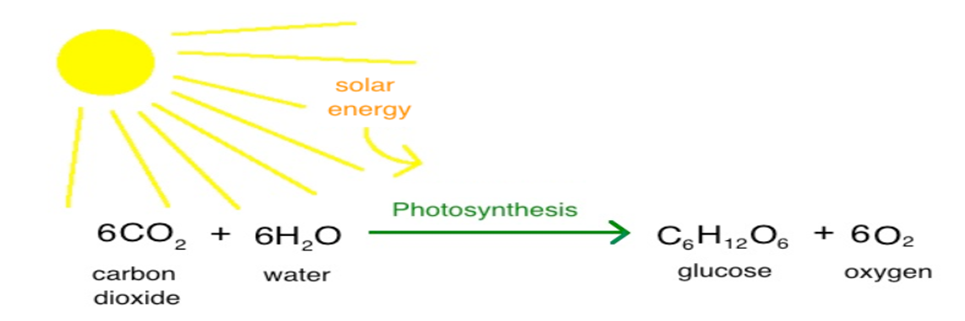 solar
energy
Photosynthesis
6CO₂ + 6H₂O C₆H₁₂O₆ + 6O₂
carbon
dioxide
water
glucose
oxygen